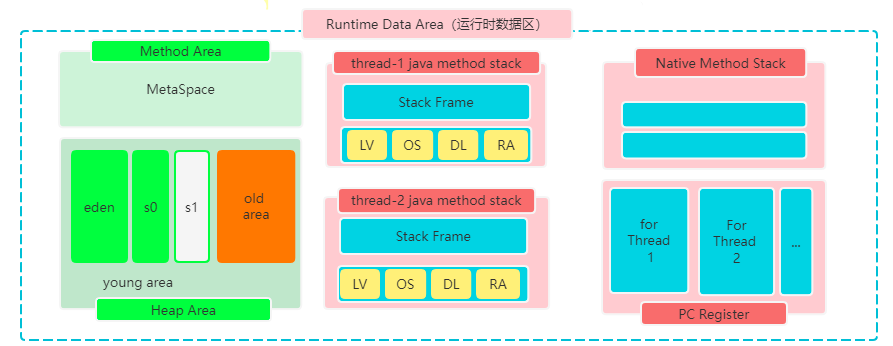 Runtime Data Area（运行时数据区）
Method Area
MetaSpace
eden
s0
s1
old
area
young area
Heap Area
thread-1 java method stack
Stack Frame
LV
OS
DL
RA
thread-2 java method stack
Stack Frame
LV
OS
DL
RA
Native Method Stack
for
Thread
1
For
Thread
2
...
PC Register